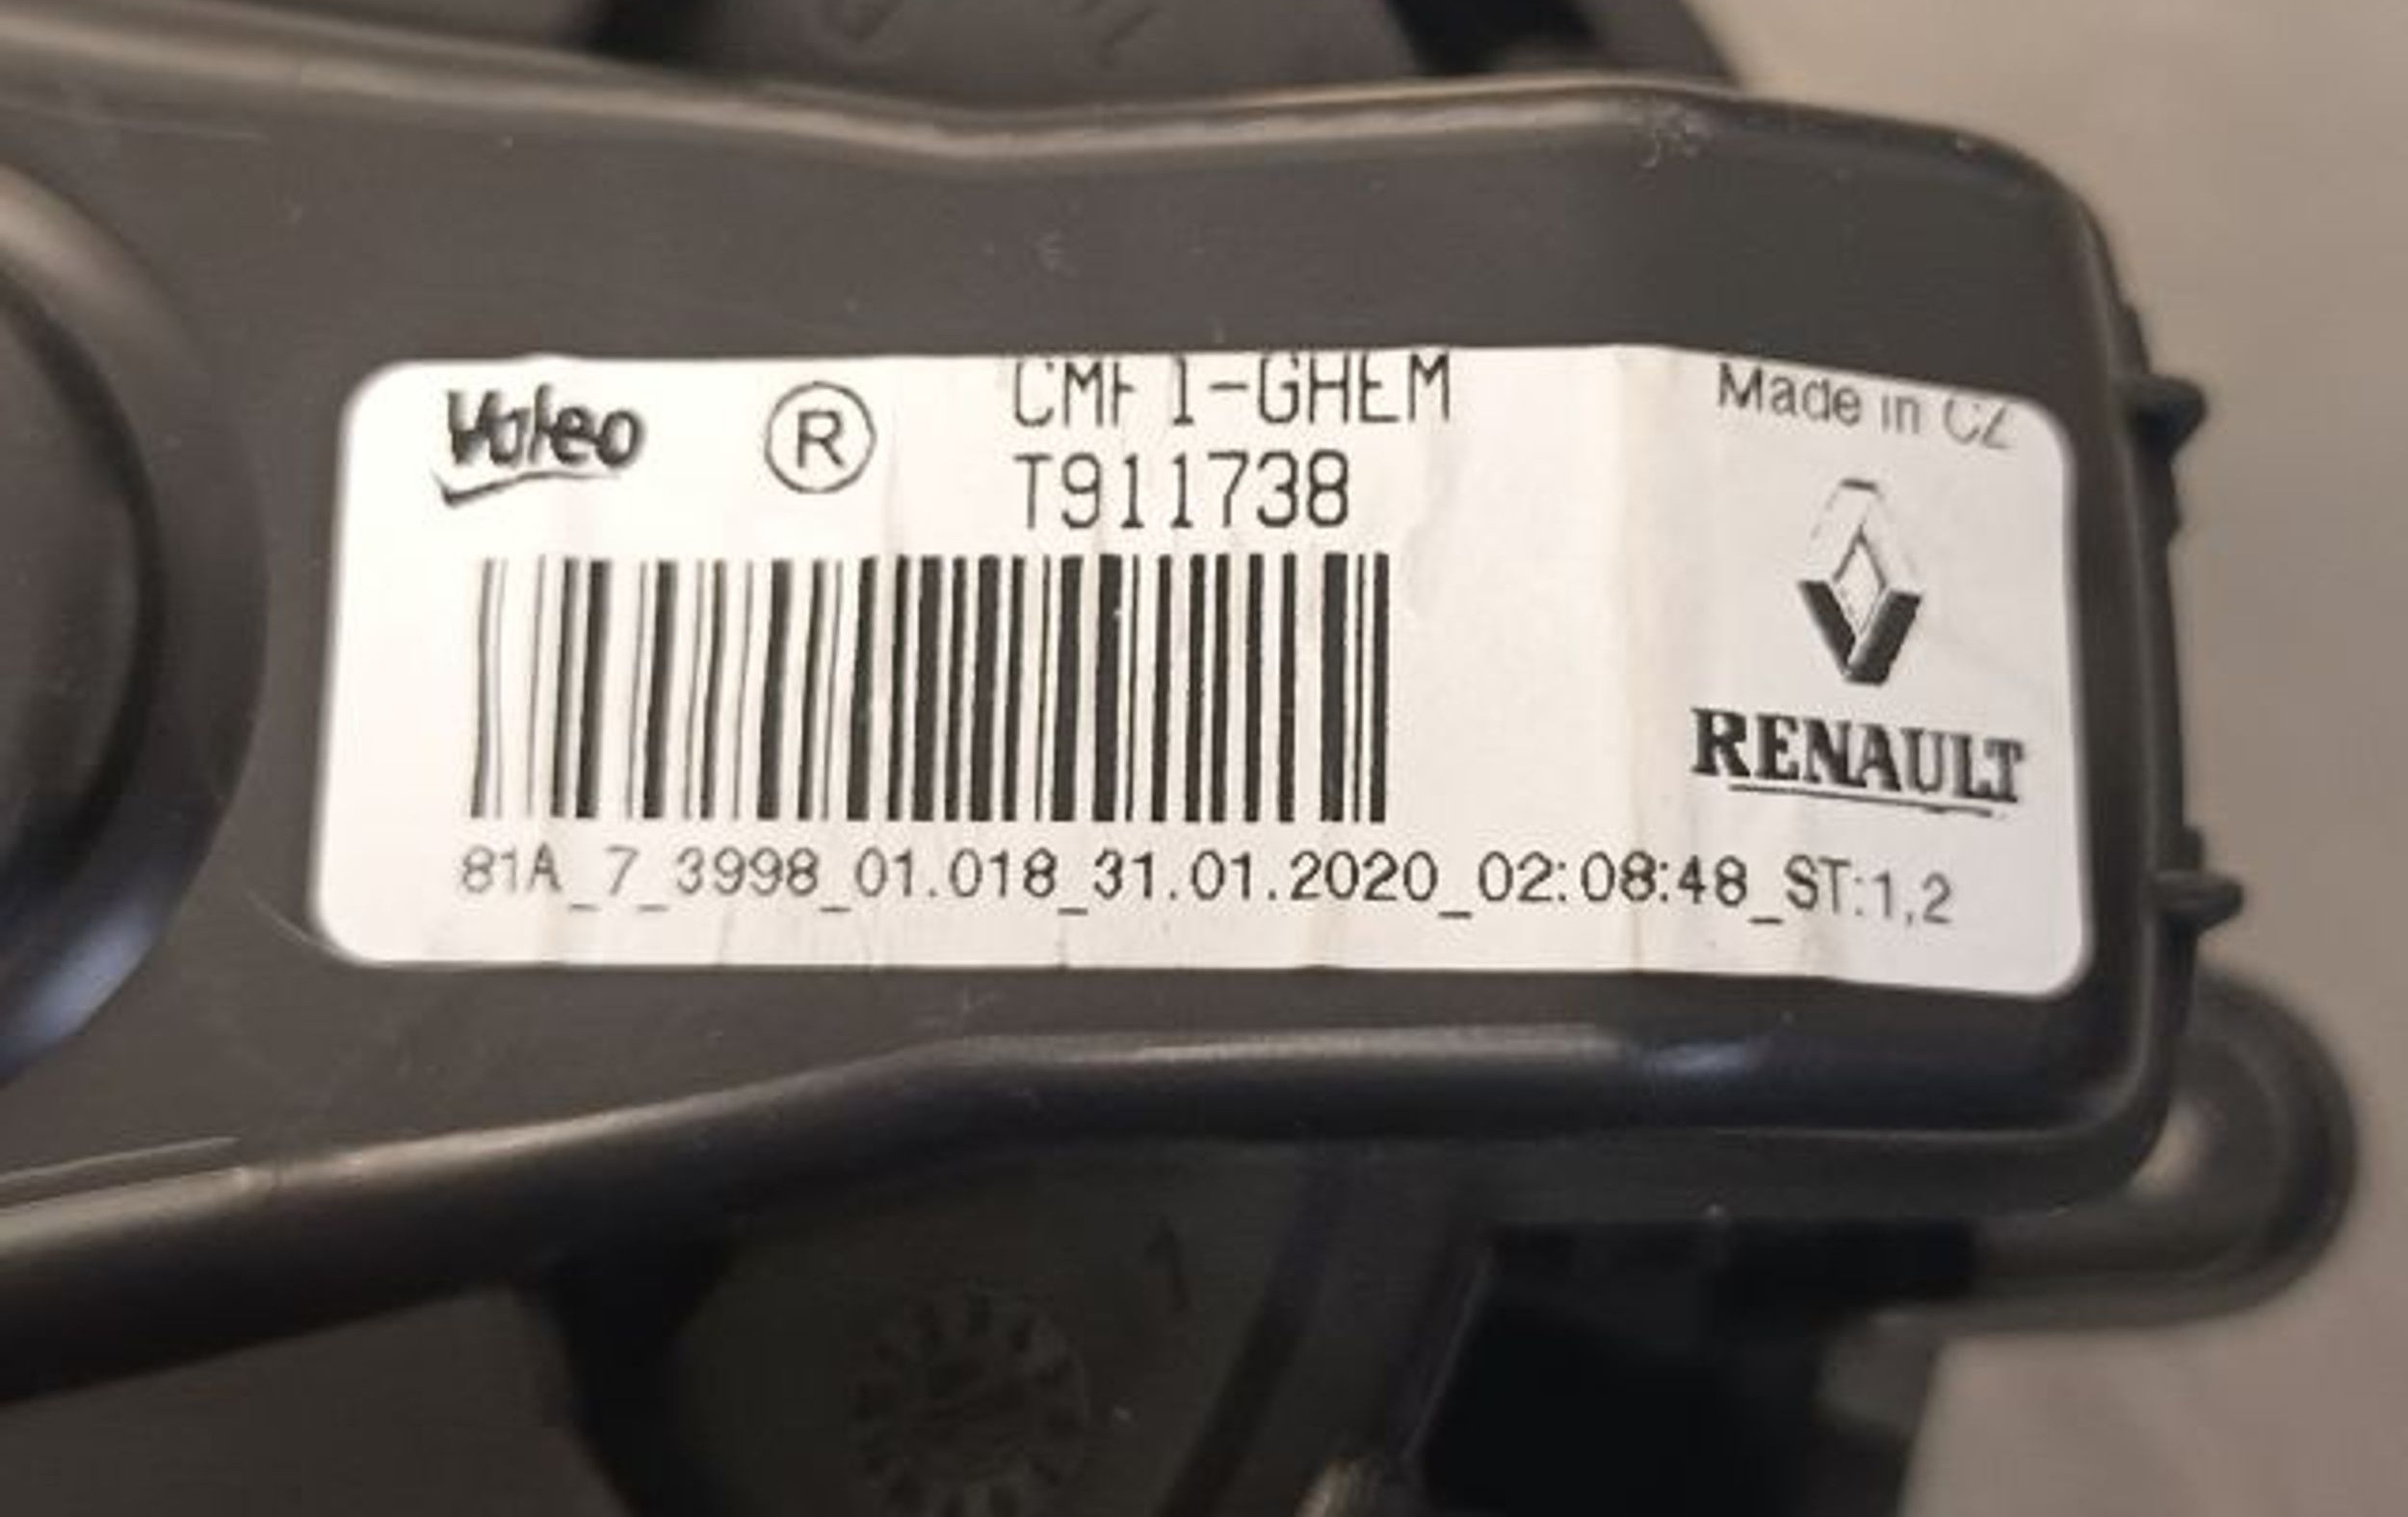 Valeo ® CMF1-GHEM Made in CZ
T911738
RENAULT
81A_7_3998_01.018_31.01.2020_02:08:48_ST:1,2